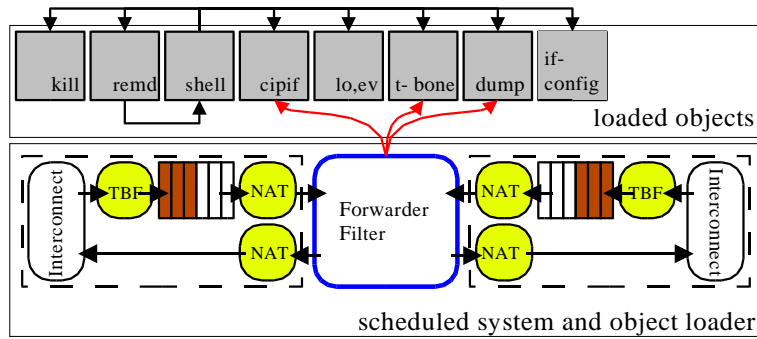 if-
kill remd shell cipif lo,ev t- bone dump config
loaded objects
TBF NAT NAT TBF
Forwarder
Filter
Interconnect Interconnect
NAT NAT
scheduled system and object loader